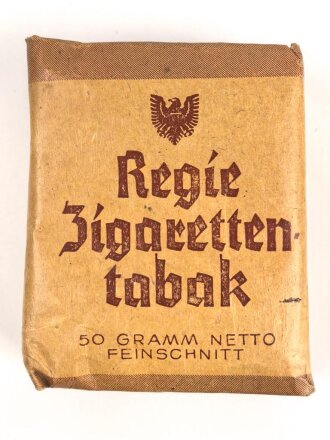 Regie
Zigaretten-
tabak
50 GRAMM NETTO
FEINSCHNITT